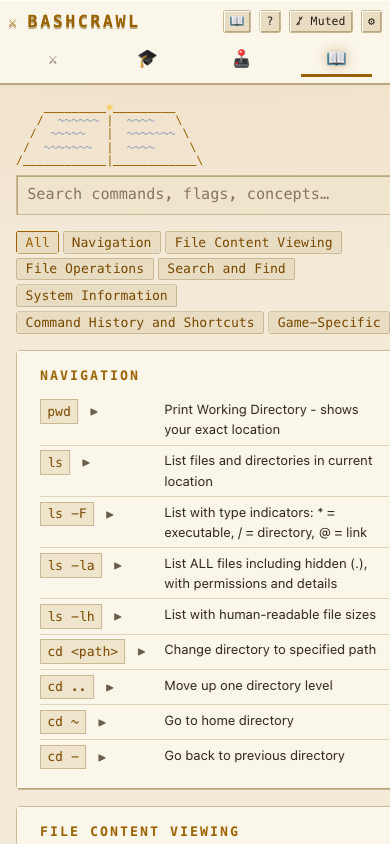 BASHCRAWL
?
Muted
Search commands, flags, concepts…
All
Navigation
File Content Viewing
File Operations
Search and Find
System Information
Command History and Shortcuts
Game-Specific
NAVIGATION
pwd ▶ Print Working Directory - shows
your exact location
ls ▶ List files and directories in current
location
ls -F ▶ List with type indicators: * =
executable, / = directory, @ = link
ls -la ▶ List ALL files including hidden (.),
with permissions and details
ls -lh ▶ List with human-readable file sizes
cd <path> ▶ Change directory to specified path
cd .. ▶ Move up one directory level
cd ~ ▶ Go to home directory
cd - ▶ Go back to previous directory
FILE CONTENT VIEWING